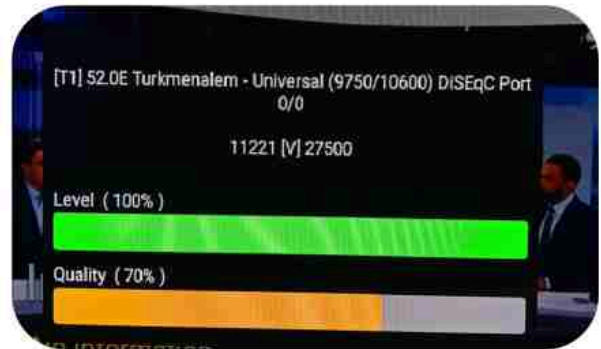 [T1] 52.0E Turkmenalem - Universal (9750/10600) DiSEqC Port
0/0
11221 [V] 27500
Level ( 100% )
Quality ( 70% )